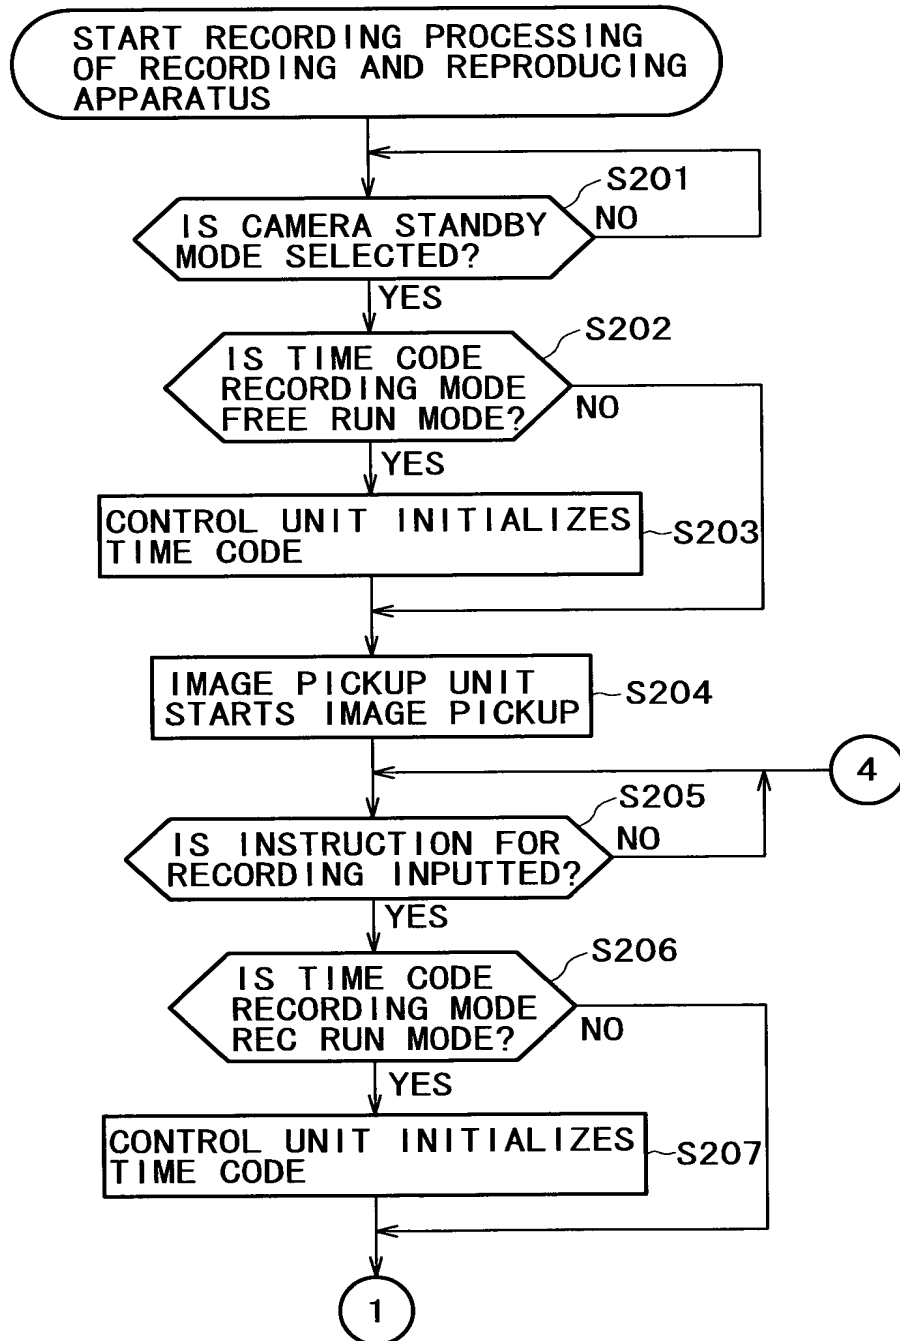 START RECORDING PROCESSING
OF RECORDING AND REPRODUCING
APPARATUS
S201
IS CAMERA STANDBY
MODE SELECTED?
NO
YES
S202
IS TIME CODE
RECORDING MODE
FREE RUN MODE?
NO
YES
CONTROL UNIT INITIALIZES
TIME CODE
S203
IMAGE PICKUP UNIT
STARTS IMAGE PICKUP
S204
4
S205
IS INSTRUCTION FOR
RECORDING INPUTTED?
NO
YES
S206
IS TIME CODE
RECORDING MODE
REC RUN MODE?
NO
YES
CONTROL UNIT INITIALIZES
TIME CODE
S207
1